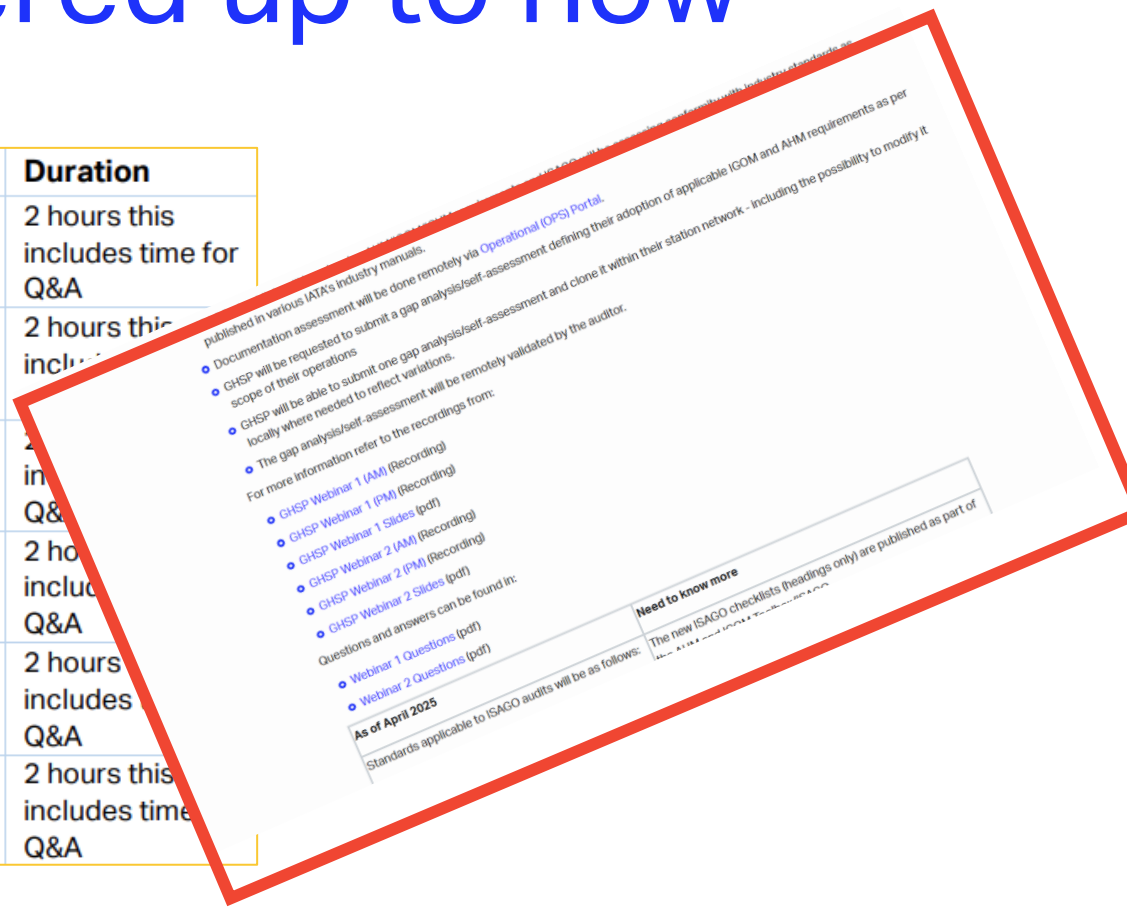 ered up to now
Duration
2 hours this
includes time for
Q&A
2 hours this
Q&
Q&A
2 hours
includes
Q&A
2 hours this
includes time
Q&A
conformity with industry standards as
published in various IATA's industry manuals.
Documentation assessment will be done remotely via Operational (OPS) Portal.
GHSP will be requested to submit a gap analysis/self-assessment defining their adoption of applicable IGOM and AHM requirements as per
scope of their operations
GHSP will be able to submit one gap analysis/self-assessment and clone it within their station network - including the possibility to modify it
locally where needed to reflect variations.
The gap analysis/self-assessment will be remotely validated by the auditor.
For more information refer to the recordings from:
GHSP Webinar 1 (AM) (Recording)
GHSP Webinar 1 (PM) (Recording)
GHSP Webinar 1 Slides (pdf)
GHSP Webinar 2 (AM) (Recording)
GHSP Webinar 2 (PM) (Recording)
GHSP Webinar 2 Slides (pdf)
Questions and answers can be found in:
Webinar 1 Questions (pdf)
Webinar 2 Questions (pdf)
As of April 2025
Need to know more
Standards applicable to ISAGO audits will be as follows:
The new ISAGO checklists (headings only) are published as part of